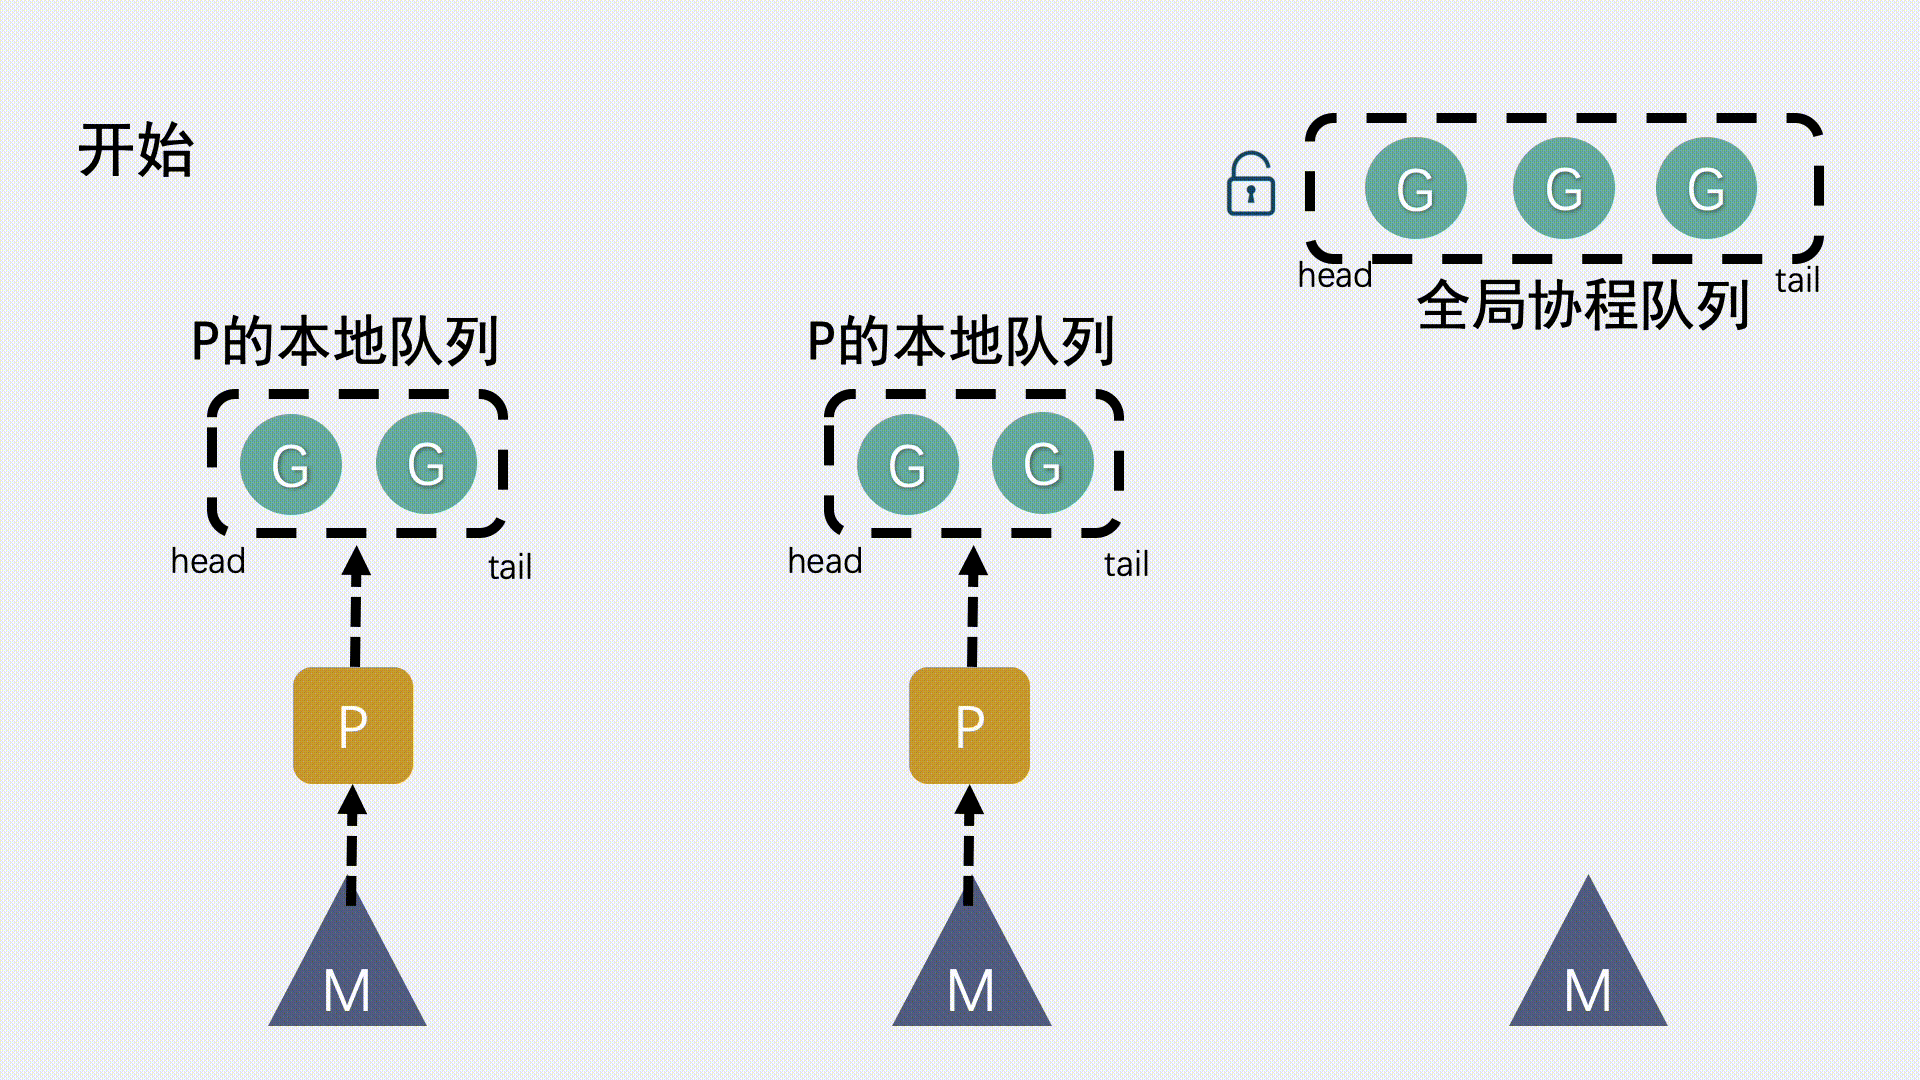 开始
G G G
head tail
全局协程队列
P的本地队列 P的本地队列
G G G G
head tail head tail
P P
M M M